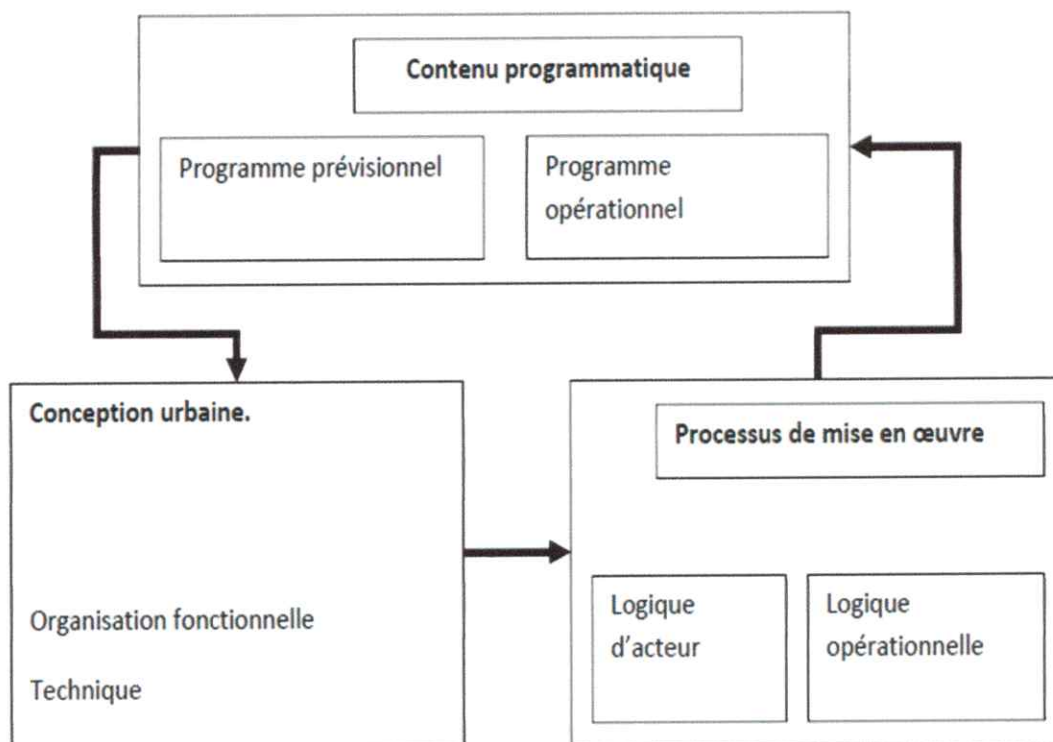 Contenu programmatique
Programme prévisionnel
Programme
opérationnel
Conception urbaine.
Organisation fonctionnelle
Technique
Processus de mise en œuvre
Logique
d’acteur
Logique
opérationnelle